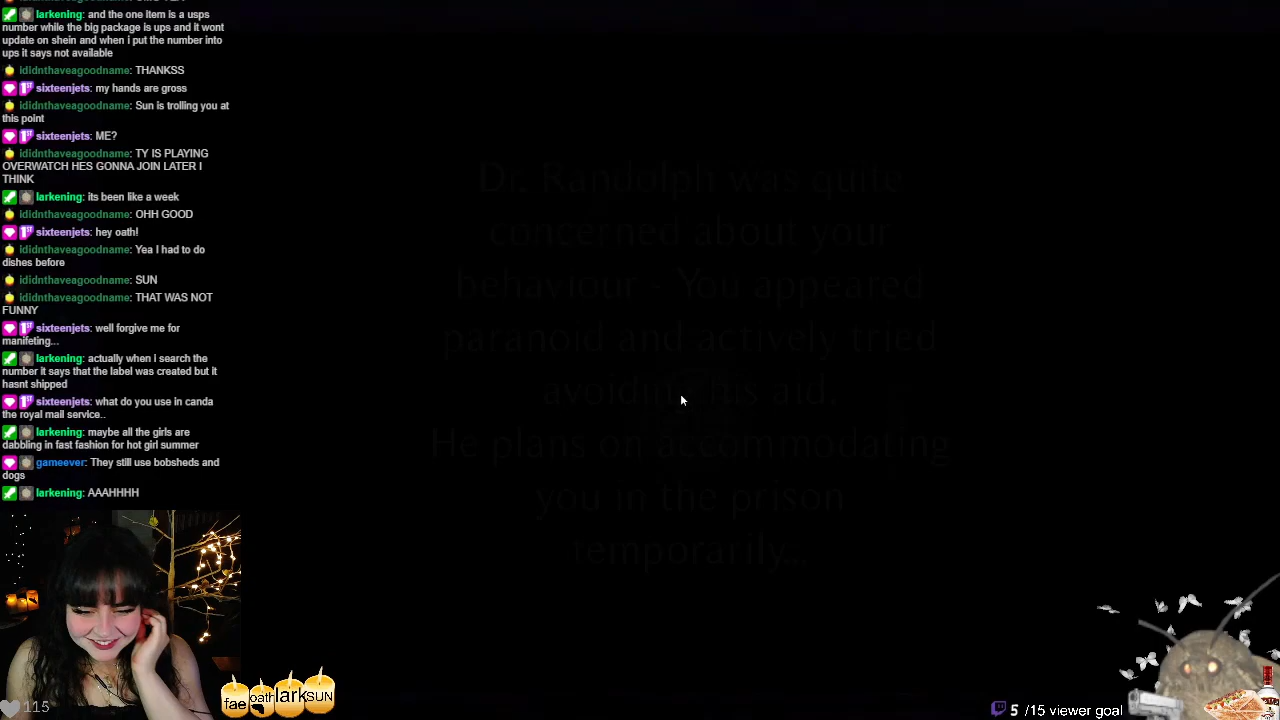 larkening: and the one Item is a usps
number while the big package is ups and it wont
update on shein and when i put the number into
ups it says not available
ididnthaveagoodname: THANKSS
sixteenjets: my hands are gross
ididnthaveagoodname: Sun is trolling you at
this point
sixteenjets: ME?
ididnthaveagoodname: TY IS PLAYING
OVERWATCH HES GONNA JOIN LATER I
THINK
larkening: its been like a week
ididnthaveagoodname: OHH GOOD
sixteenjets: hey oath!
ididnthaveagoodname: Yea I had to do
dishes before
ididnthaveagoodname: SUN
ididnthaveagoodname: THAT WAS NOT
FUNNY
sixteenjets: well forgive me for
manifeting...
larkening: actually when i search the
number it says that the label was created but it
hasnt shipped
sixteenjets: what do you use in canda
the royal mail service..
larkening: maybe all the girls are
dabbling in fast fashion for hot girl summer
gameever: They still use bobsheds and
dogs
larkening: AAAHHHH
Dr. Randolph was quite
concerned about your
behaviour - You appeared
paranoid and actively tried
avoiding his aid.
He plans on accommodating
you in the prison
temporarily...
115
fae
oath
lark
SUN
5 /15 viewer goal